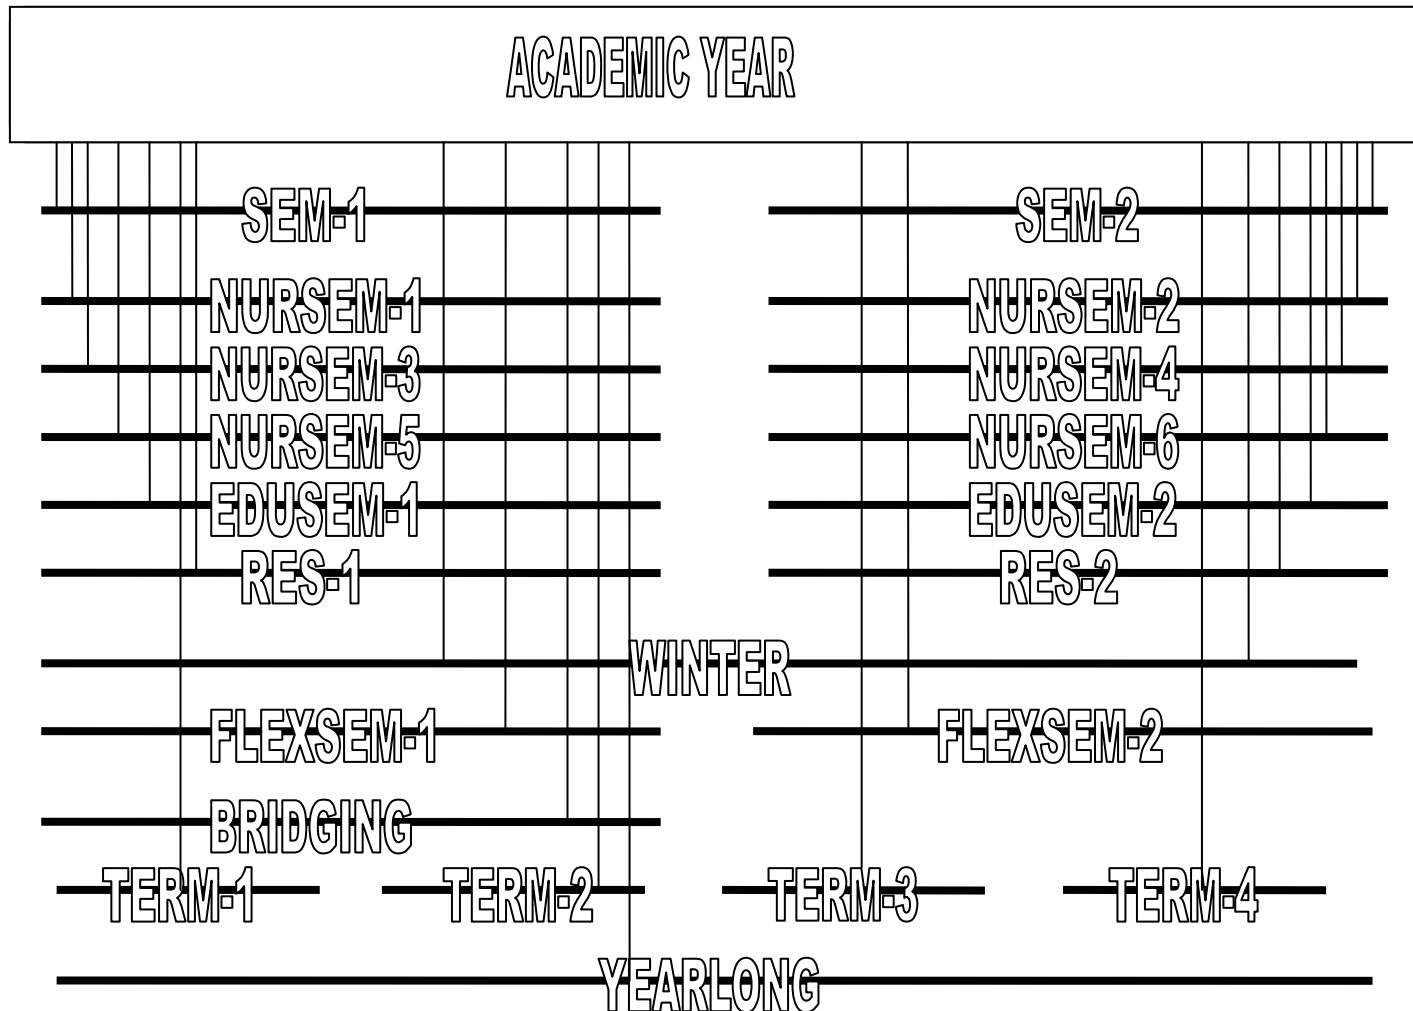 ACADEMIC YEAR
SEM-1 SEM-2
NURSEM-1 NURSEM-2
NURSEM-3 NURSEM-4
NURSEM-5 NURSEM-6
EDUSEM-1 EDUSEM-2
RES-1 RES-2
WINTER
FLEXSEM-1 FLEXSEM-2
BRIDGING
TERM-1 TERM-2 TERM-3 TERM-4
YEARLONG